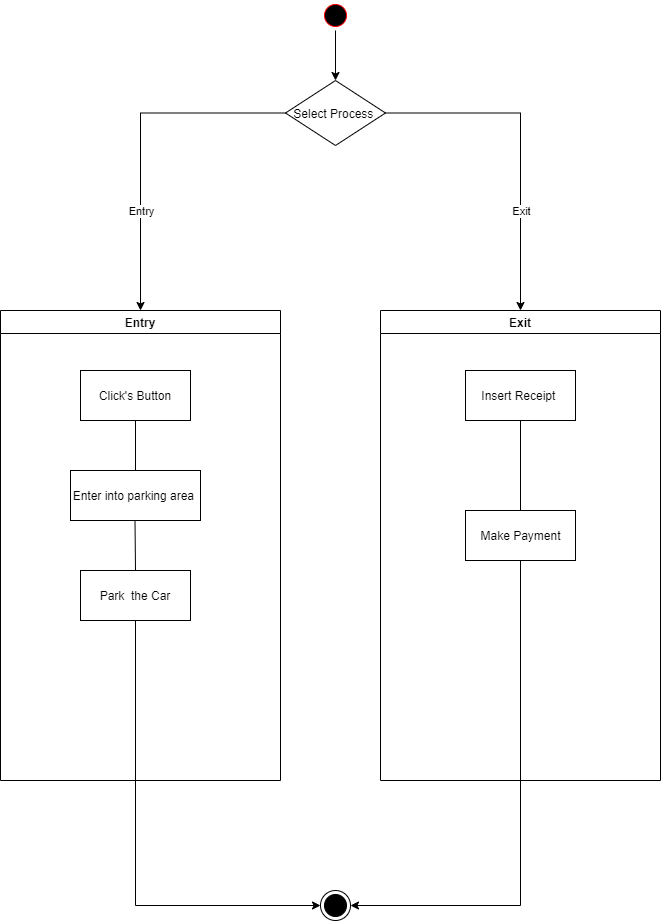 Select Process
Entry
Exit
Entry
Exit
Click's Button
Insert Receipt
Enter into parking area
Make Payment
Park  the Car